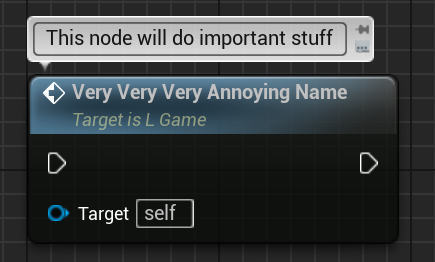 This node will do important stuff
Very Very Very Annoying Name
Target is L Game
Target self